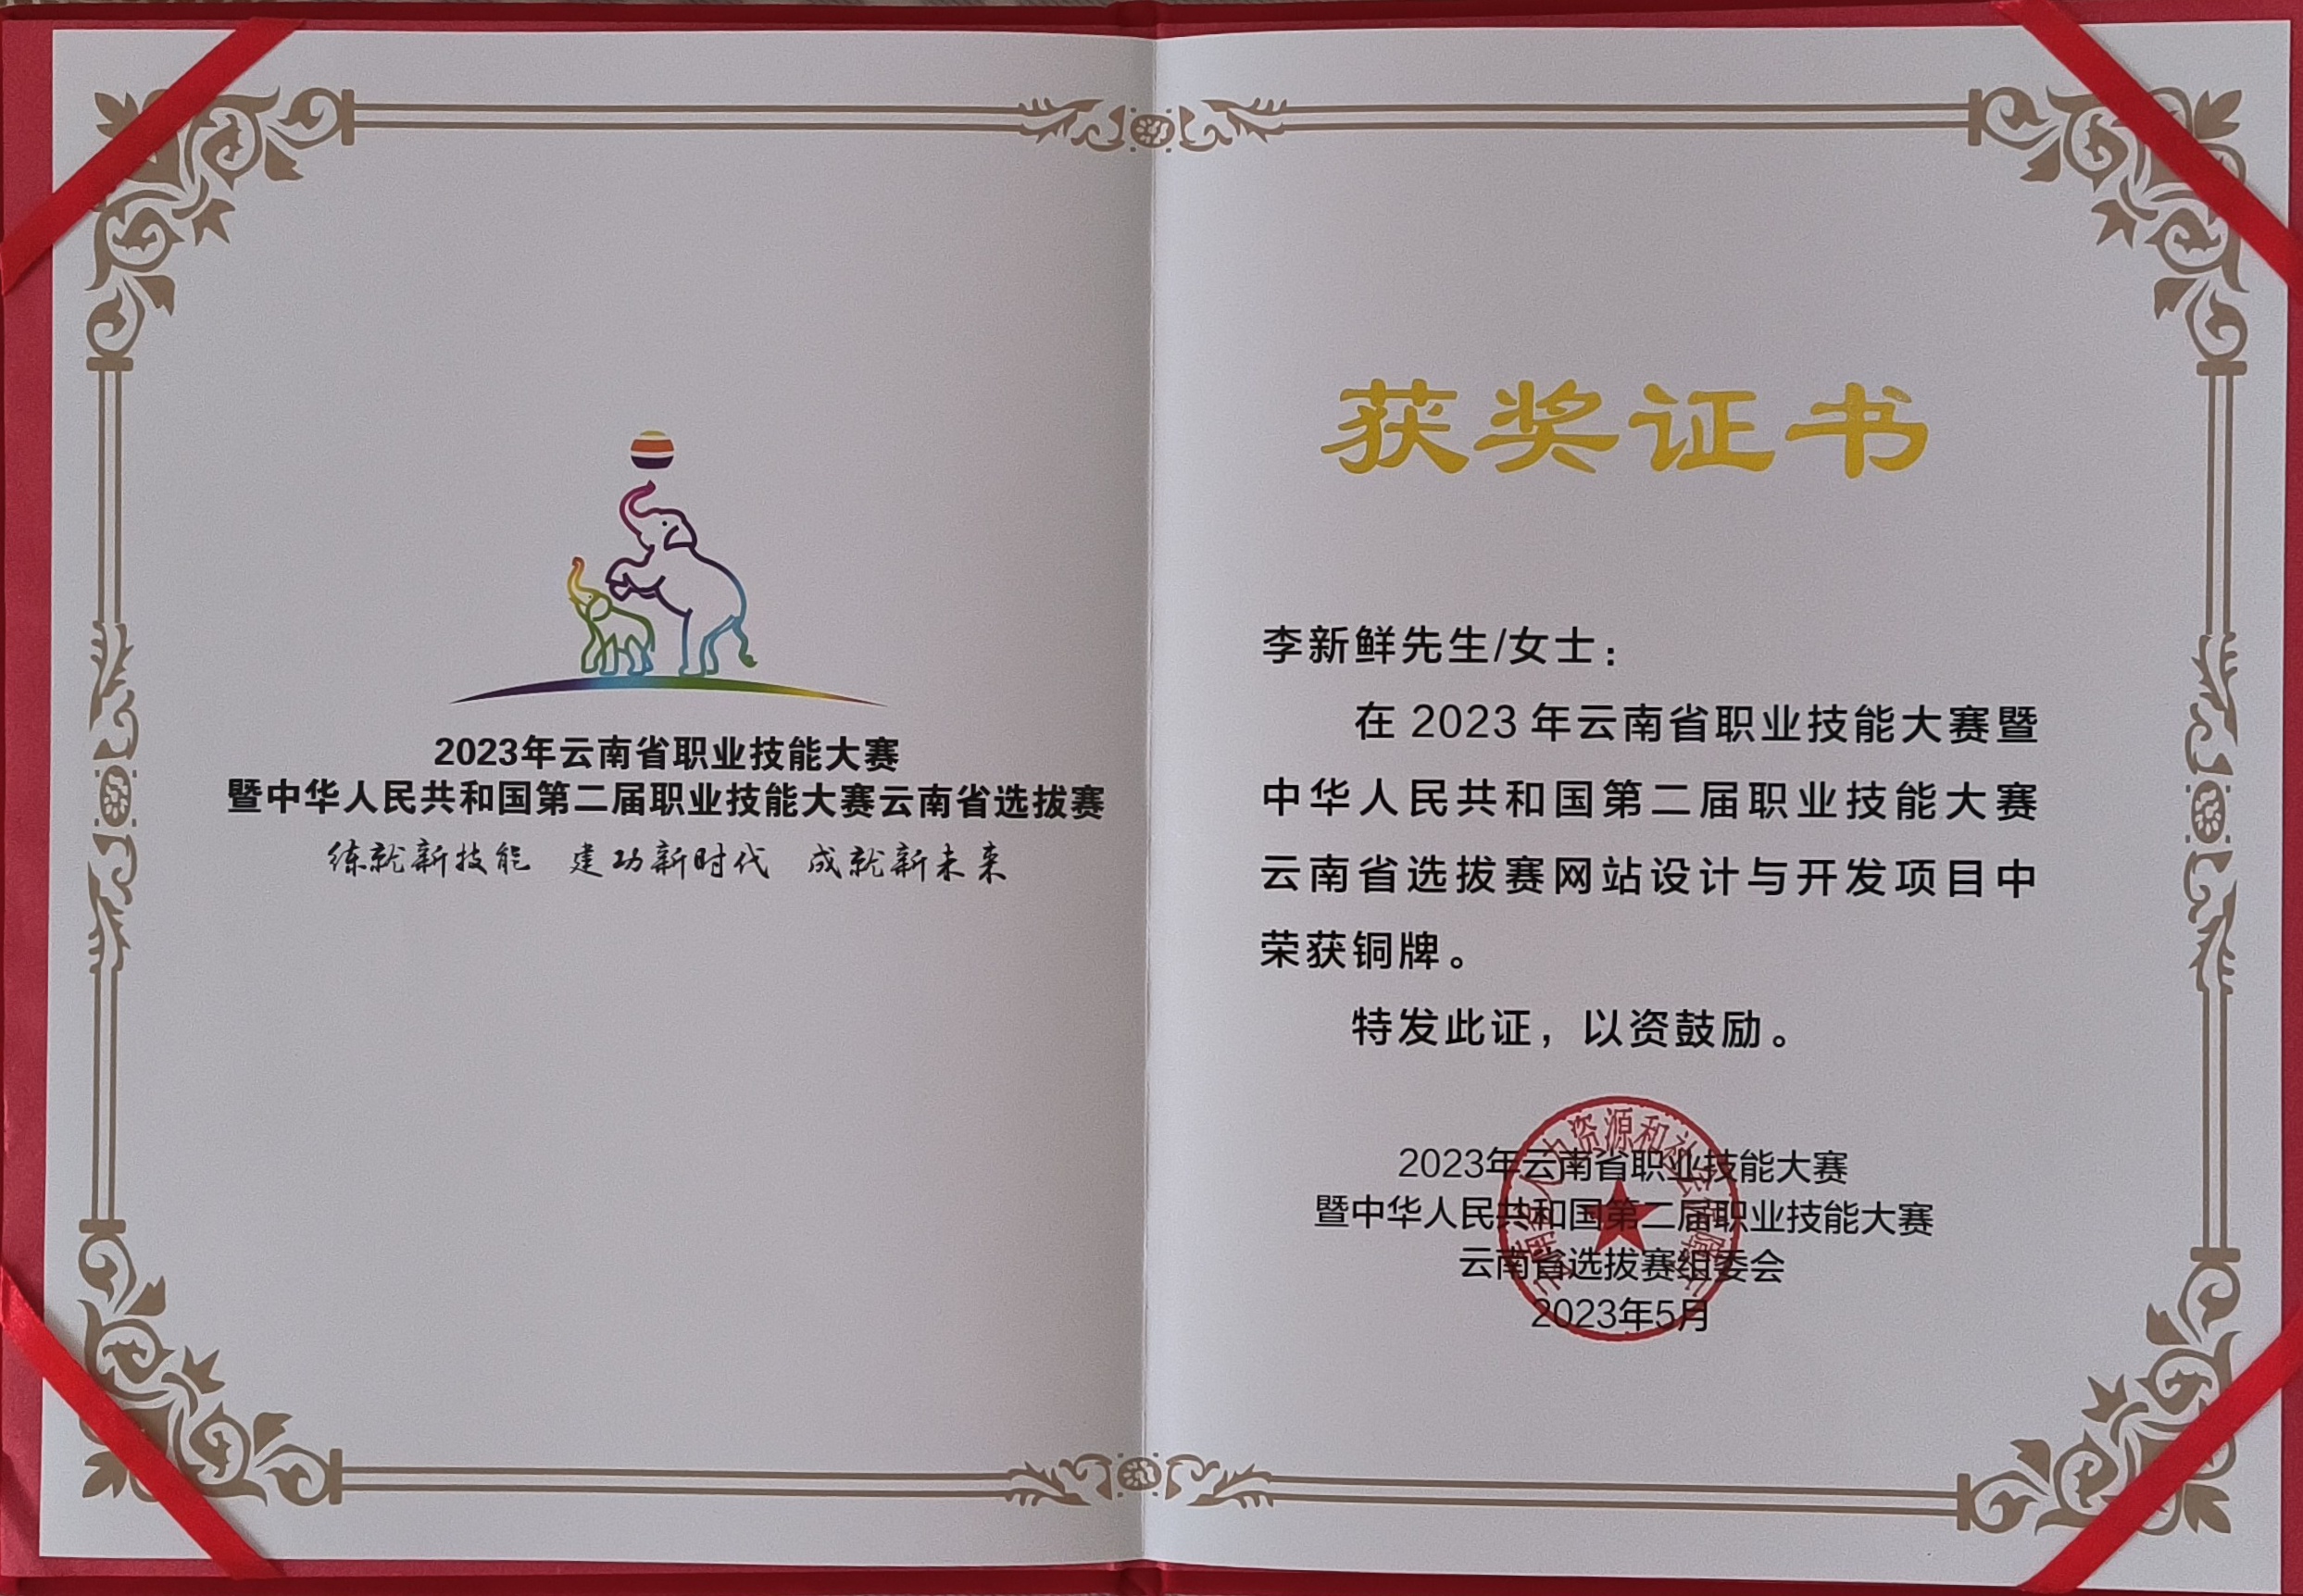 2023年云南省职业技能大赛
暨中华人民共和国第二届职业技能大赛云南省选拔赛
练就新技能 建功新时代 成就新未来
获奖证书
李新鲜先生/女士：
在 2023 年云南省职业技能大赛暨
中华人民共和国第二届职业技能大赛
云南省选拔赛网站设计与开发项目中
荣获铜牌。
特发此证，以资鼓励。
云南省人力资源和社会保障厅
2023年云南省职业技能大赛
暨中华人民共和国第二届职业技能大赛
云南省选拔赛组委会
2023年5月